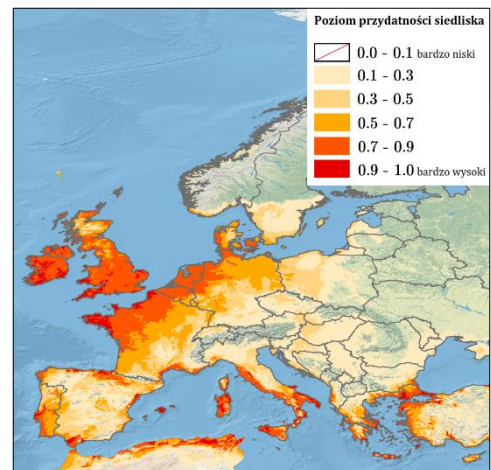 Poziom przydatności siedliska
0.0 - 0.1 bardzo niski
0.1 - 0.3
0.3 - 0.5
0.5 - 0.7
0.7 - 0.9
0.9 - 1.0 bardzo wysoki